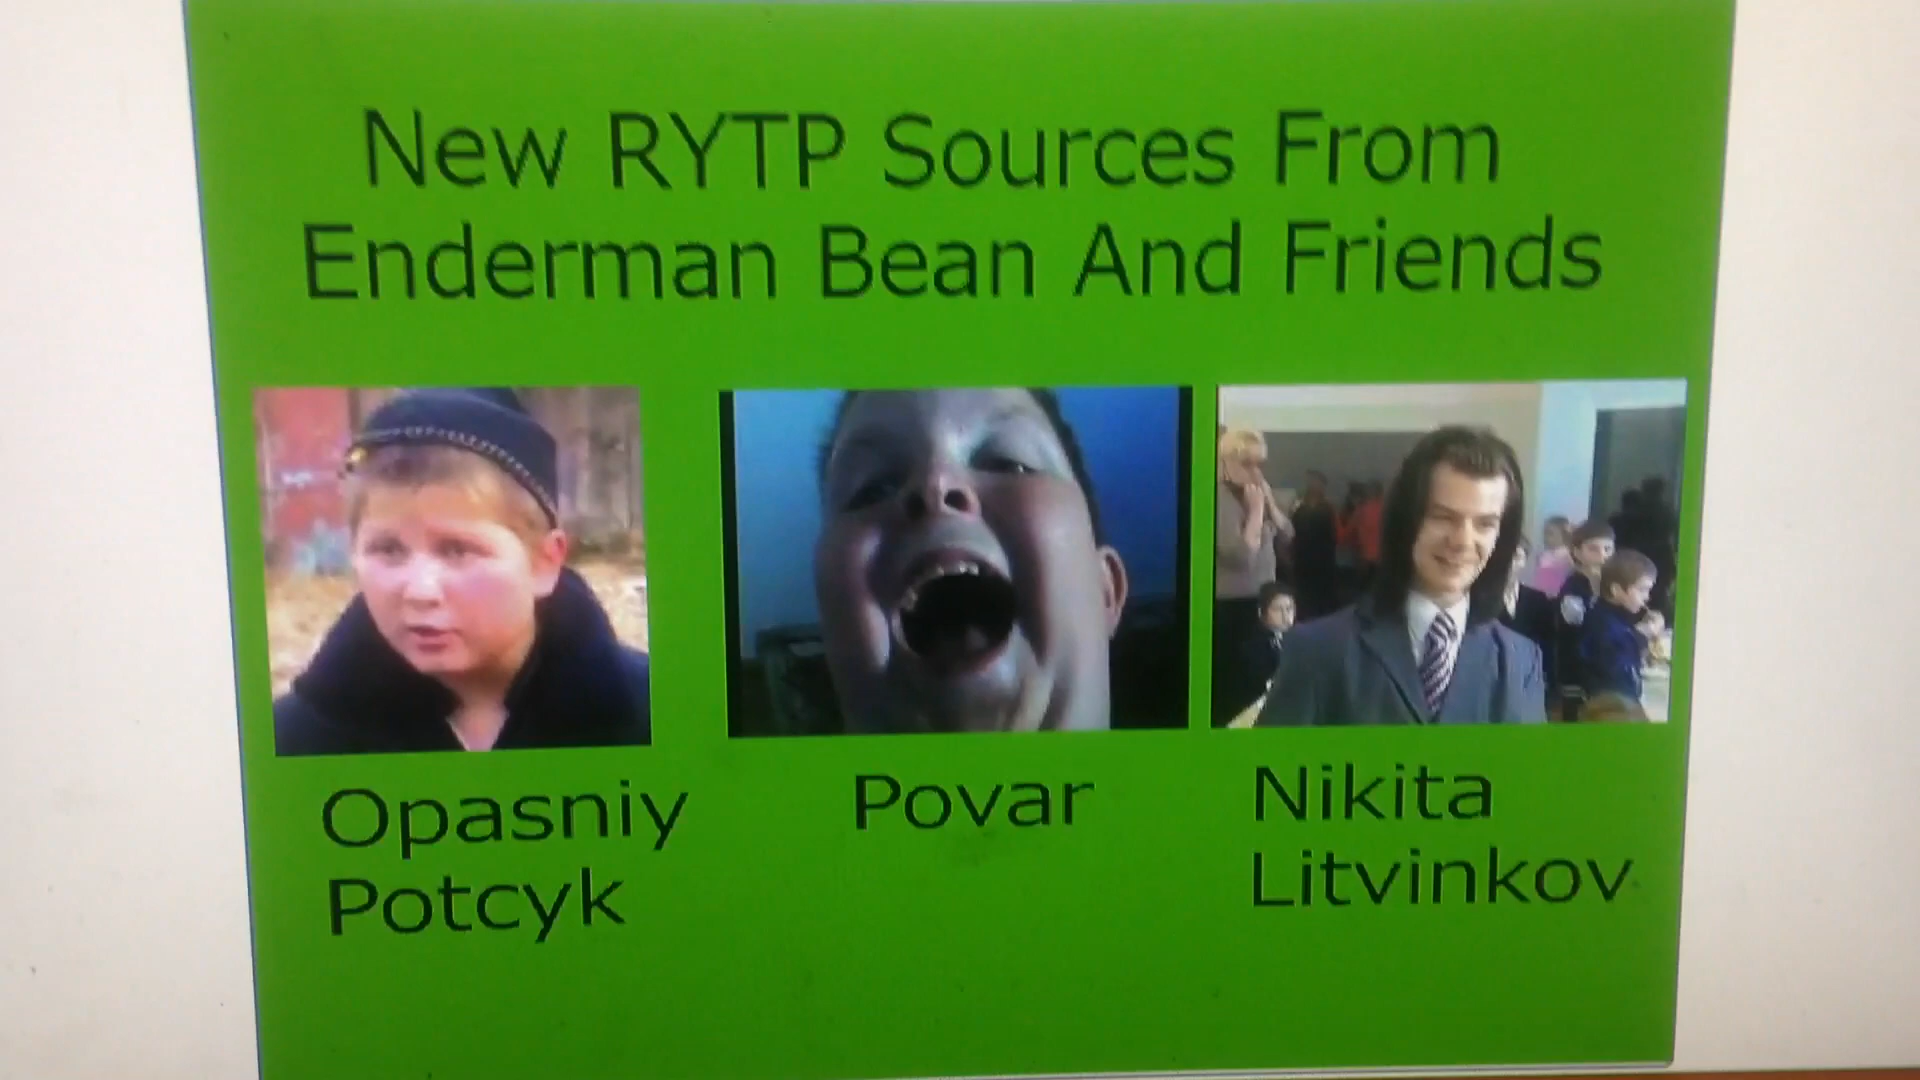 New RYTP Sources From
Enderman Bean And Friends
Opasniy
Potcyk
Povar
Nikita
Litvinkov